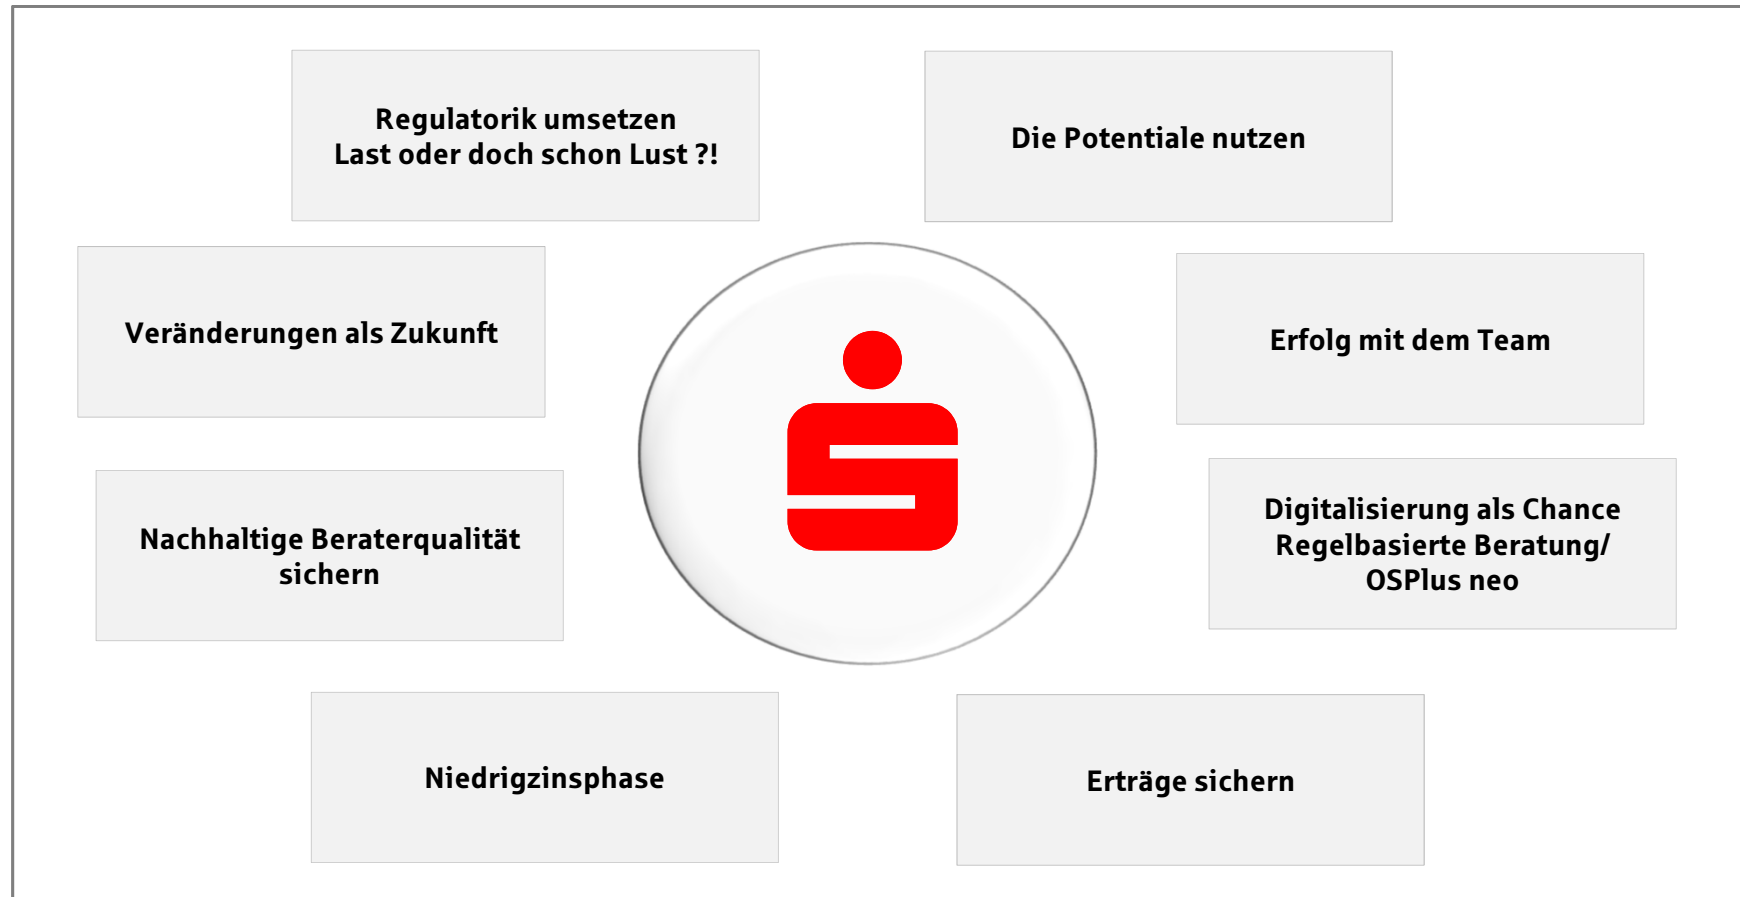 Regulatorik umsetzen
Last oder doch schon Lust ?!
Die Potentiale nutzen
Veränderungen als Zukunft
Erfolg mit dem Team
Nachhaltige Beraterqualität
sichern
Digitalisierung als Chance
Regelbasierte Beratung/
OSPlus neo
Niedrigzinsphase
Erträge sichern